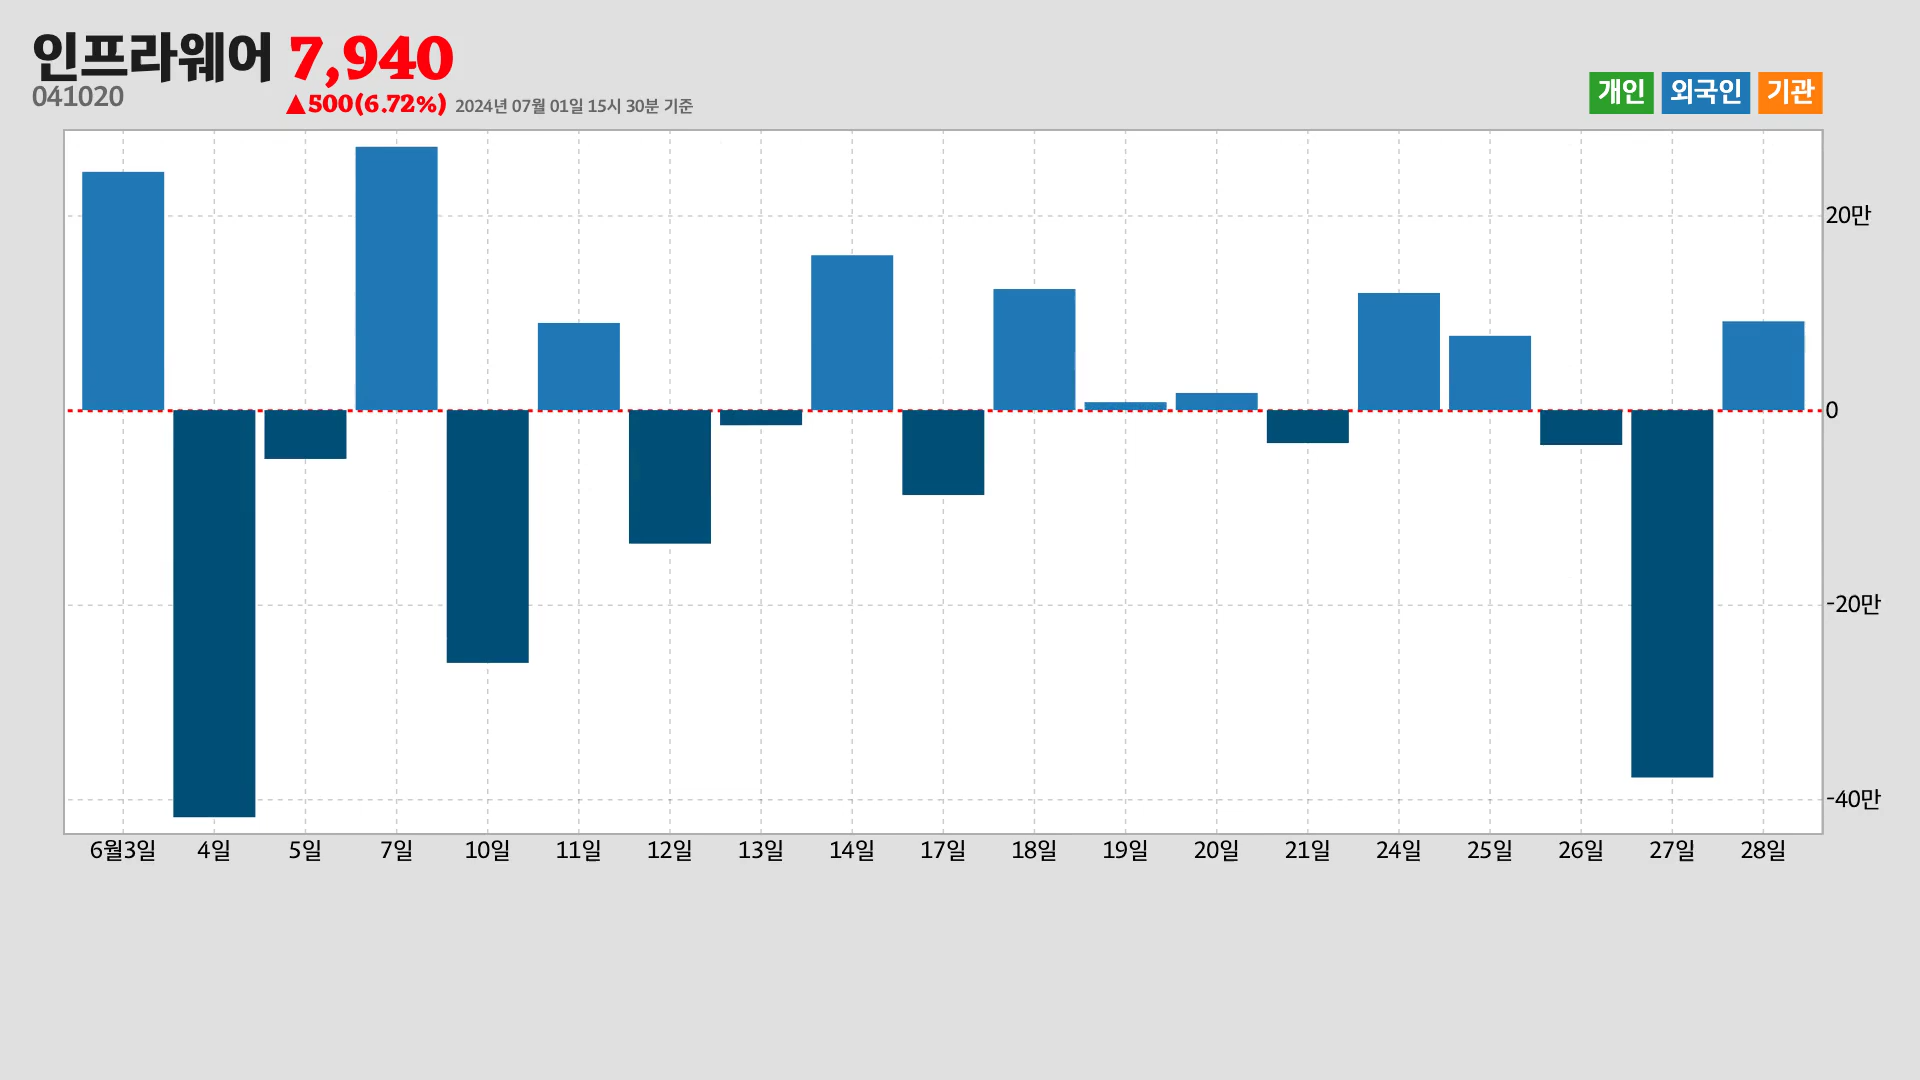 인프라웨어 7,940
041020
▲500(6.72%) 2024년 07월 01일 15시 30분 기준
개인 외국인 기관
20만
0
-20만
-40만
6월3일 4일 5일 7일 10일 11일 12일 13일 14일 17일 18일 19일 20일 21일 24일 25일 26일 27일 28일